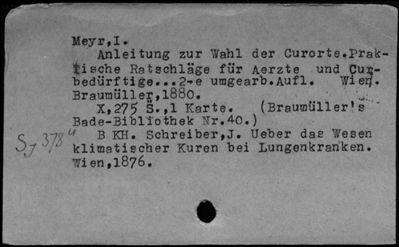 Meyr,I.
Anleitung zur Wahl der Curorte.Prak-
tische Ratschläge für Aerzte und Cur-
bedürftige...2-e umgearb.Aufl. Wien.
Braumüller,1880.
X,275 S.,1 Karte. (Braumüller's
Bade-Bibliothek Nr.40.)
B KH. Schreiber,J. Ueber das Wesen
klimatischer Kuren bei Lungenkranken.
Wien,1876.